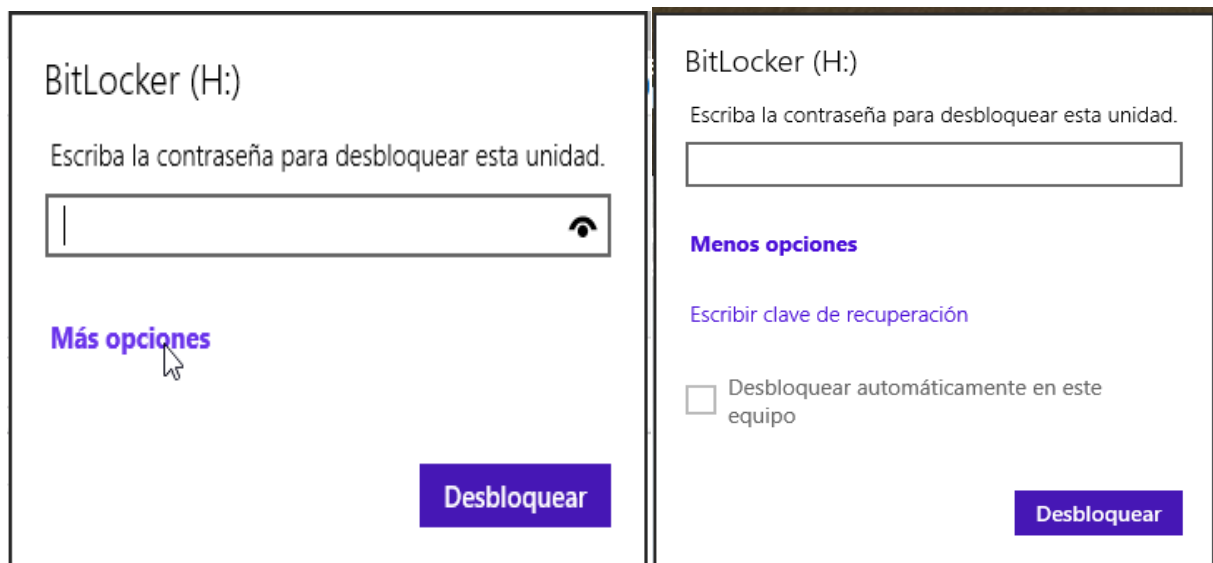 BitLocker (H:)
Escriba la contraseña para desbloquear esta unidad.
Más opciones
Desbloquear
BitLocker (H:)
Escriba la contraseña para desbloquear esta unidad.
Menos opciones
Escribir clave de recuperación
Desbloquear automáticamente en este
equipo
Desbloquear